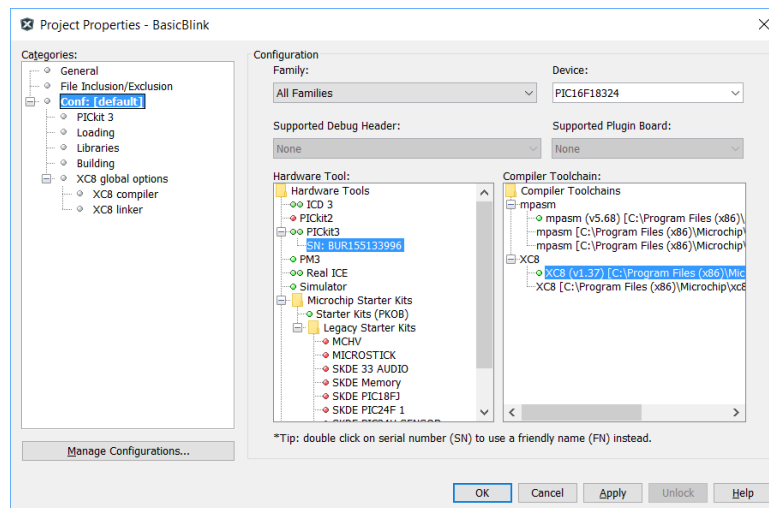 Project Properties - BasicBlink
Categories:
General
File Inclusion/Exclusion
Conf: [default]
PICkit 3
Loading
Libraries
Building
XC8 global options
XC8 compiler
XC8 linker
Manage Configurations...
Configuration
Family:
Device:
All Families
PIC16F18324
Supported Debug Header:
Supported Plugin Board:
None
None
Hardware Tool:
Hardware Tools
ICD 3
PICkit2
PICkit3
SN: BUR155133996
PM3
Real ICE
Simulator
Microchip Starter Kits
Starter Kits (PKOB)
Legacy Starter Kits
MCHV
MICROSTICK
SKDE 33 AUDIO
SKDE Memory
SKDE PIC18FJ
SKDE PIC24F 1
Compiler Toolchain:
Compiler Toolchains
mpasm
mpasm (v5.68) [C:\Program Files (x86)\
mpasm [C:\Program Files (x86)\Microchip\
mpasm [C:\Program Files (x86)\Microchip\
XC8
XC8 (v1.37) [C:\Program Files (x86)\Mic
XC8 [C:\Program Files (x86)\Microchip\xc8
*Tip: double click on serial number (SN) to use a friendly name (FN) instead.
OK
Cancel
Apply
Unlock
Help